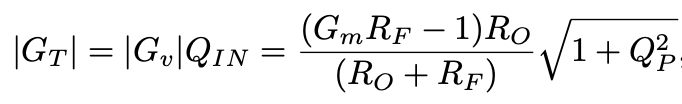 |G_T| = |G_v|Q_{IN} = \frac{(G_m R_F − 1)R_O}{(R_O + R_F)} \sqrt{1 + Q_P^2},